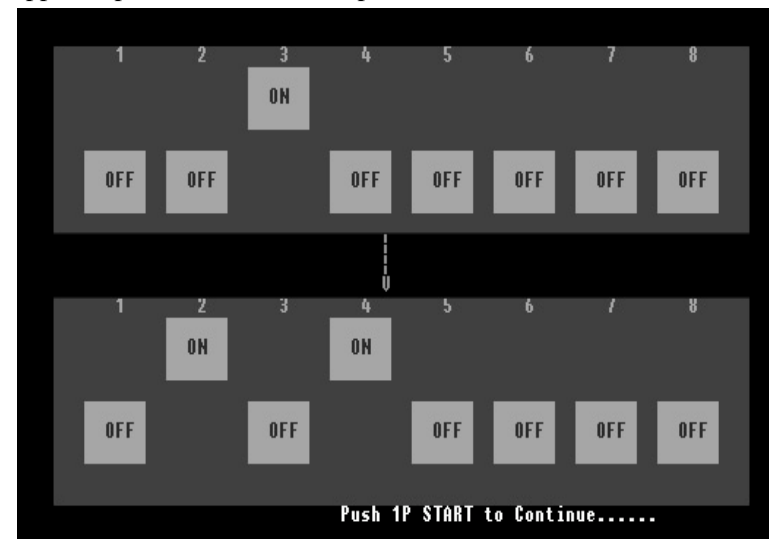 1 2 3 4 5 6 7 8
ON
OFF OFF OFF OFF OFF OFF OFF
1 2 3 4 5 6 7 8
ON ON
OFF OFF OFF OFF OFF OFF
Push 1P START to Continue......